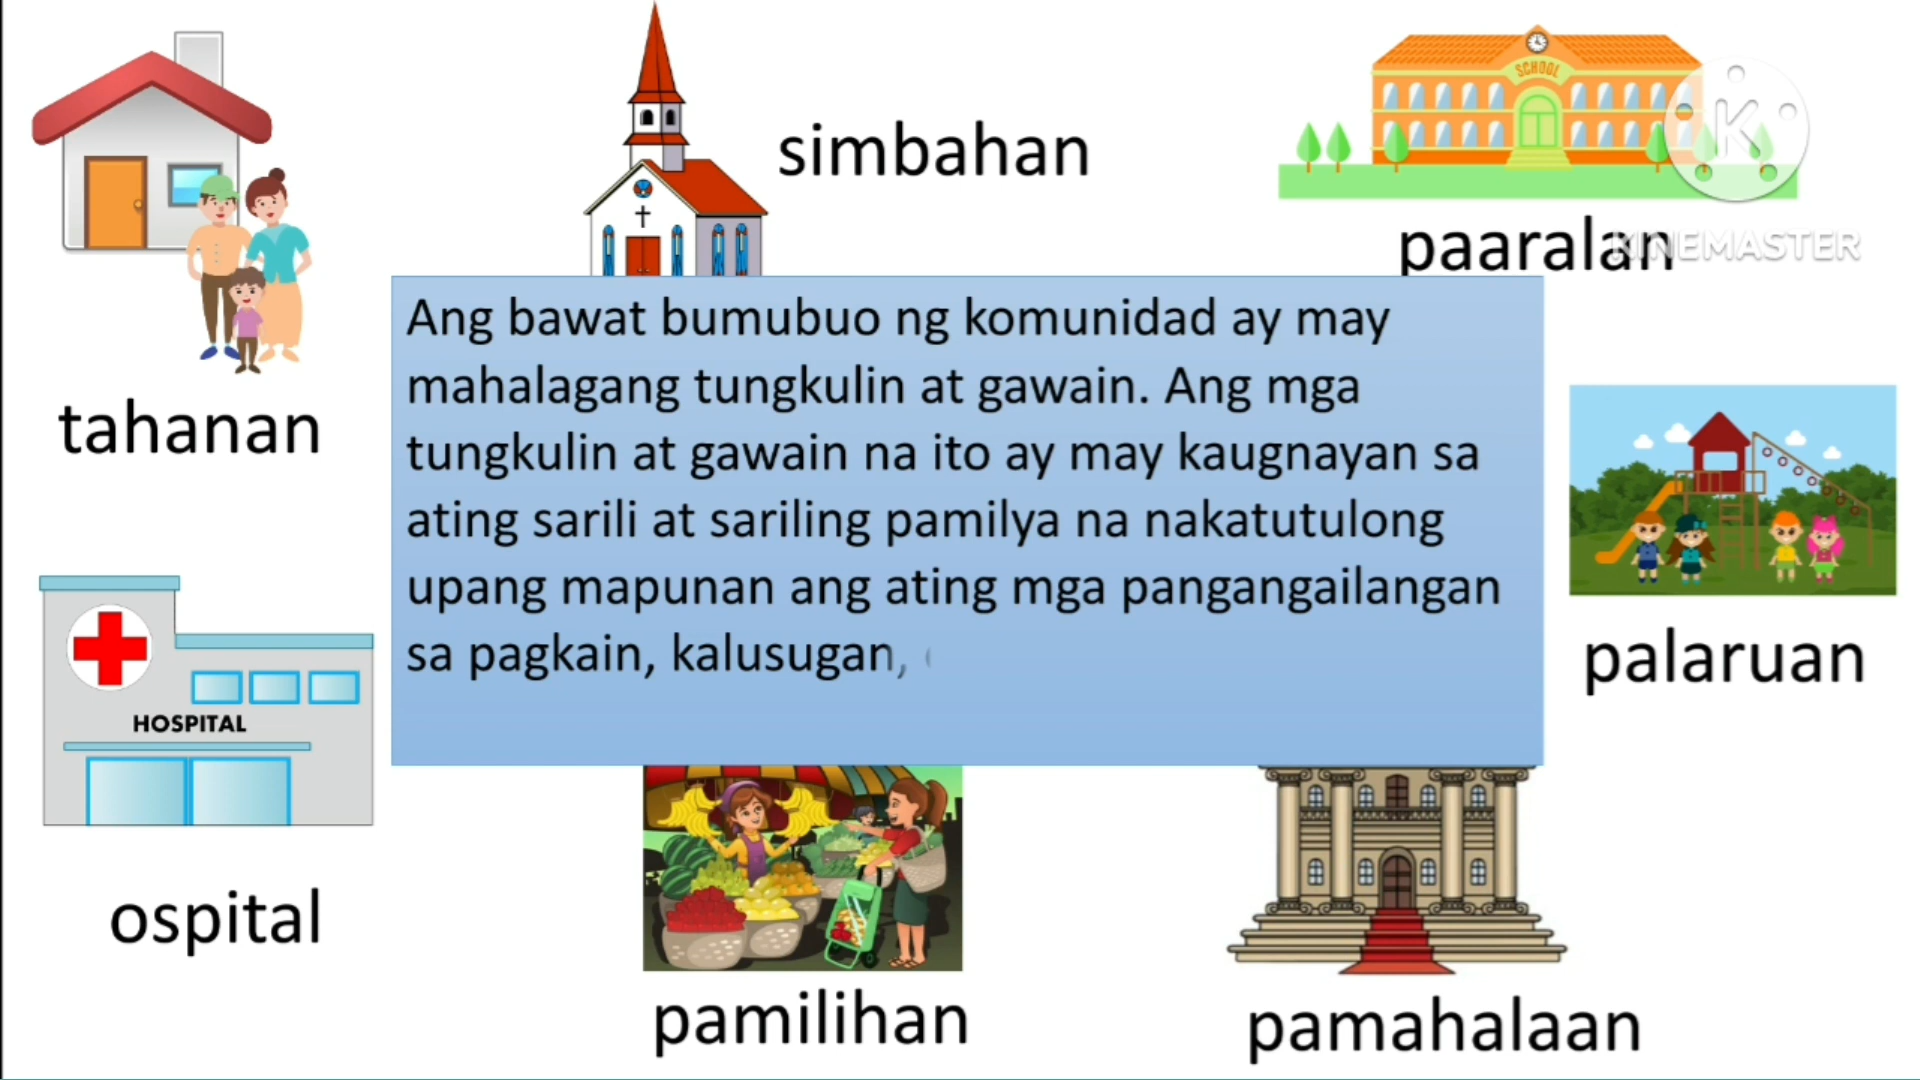 simbahan
SCHOOL
K
paaralan
KINEMASTER
Ang bawat bumubuo ng komunidad ay may
mahalagang tungkulin at gawain. Ang mga
tungkulin at gawain na ito ay may kaugnayan sa
ating sarili at sariling pamilya na nakatutulong
upang mapunan ang ating mga pangangailangan
sa pagkain, kalusugan,
tahanan
palaruan
HOSPITAL
ospital
pamilihan
pamahalaan